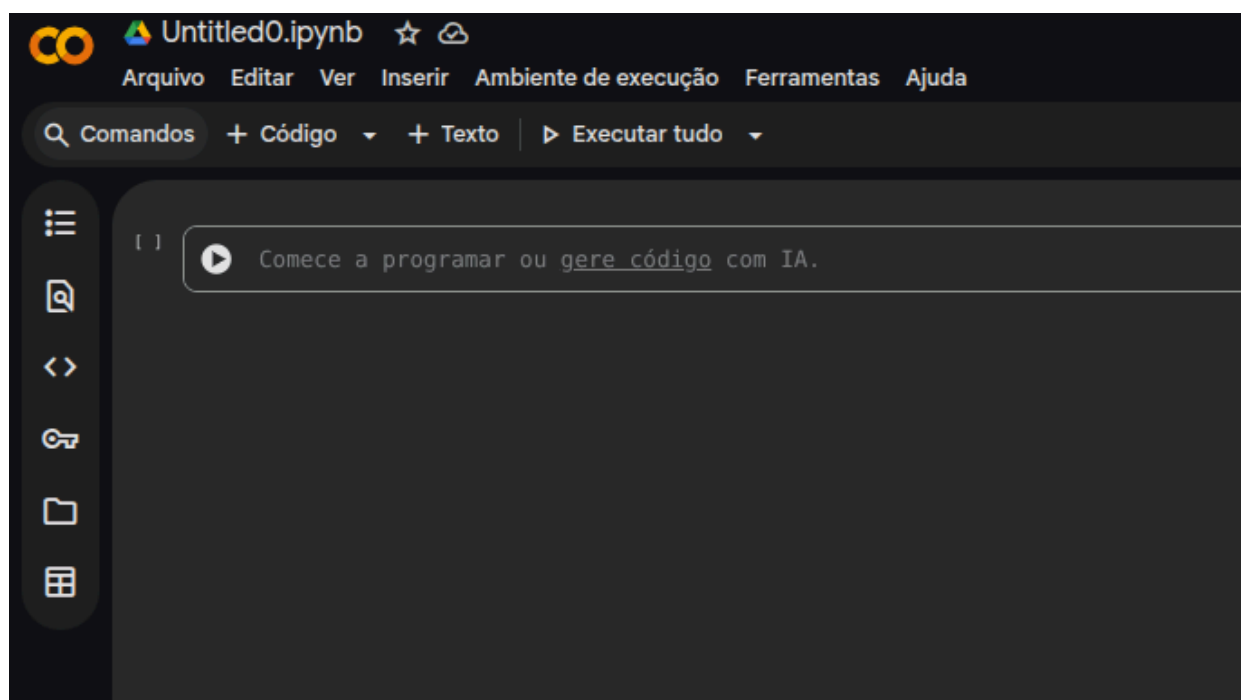 CO Untitled0.ipynb
Arquivo Editar Ver Inserir Ambiente de execução Ferramentas Ajuda
Comandos + Código + Texto Executar tudo
[ ] Comece a programar ou gere código com IA.